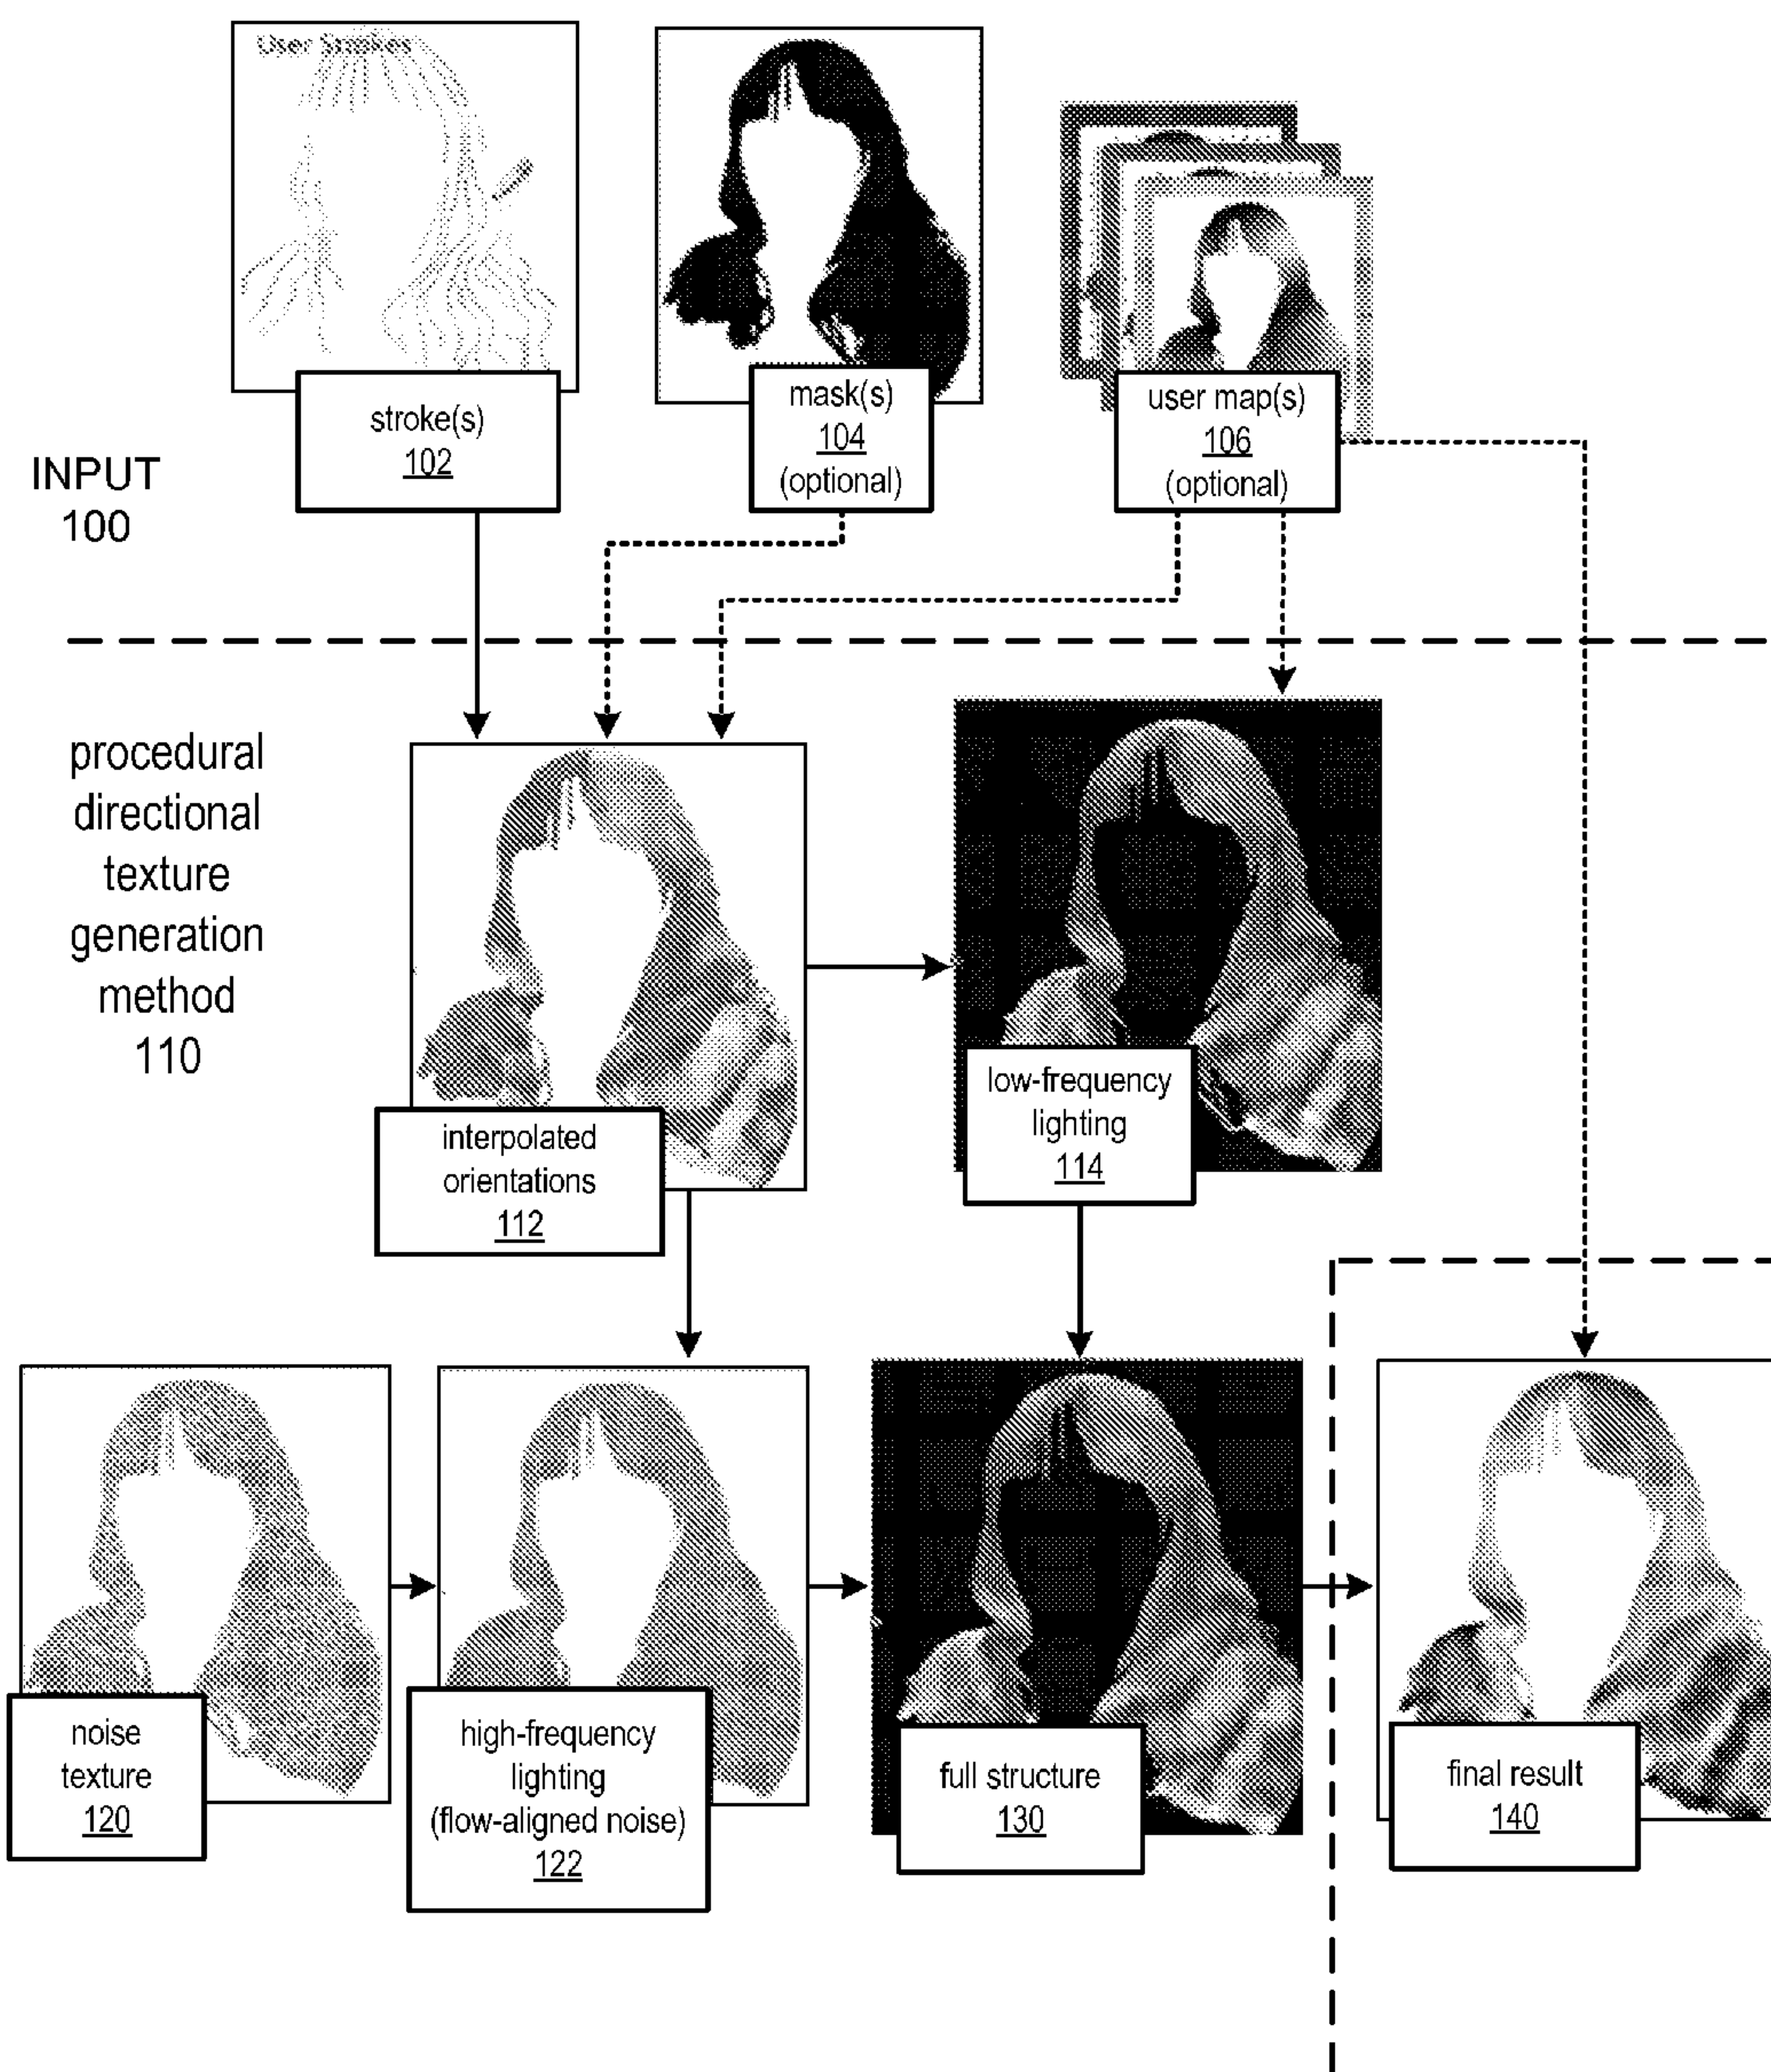 User Strokes
stroke(s)
102
mask(s)
104
(optional)
user map(s)
106
(optional)
INPUT
100
procedural
directional
texture
generation
method
110
interpolated
orientations
112
low-frequency
lighting
114
noise
texture
120
high-frequency
lighting
(flow-aligned noise)
122
full structure
130
final result
140